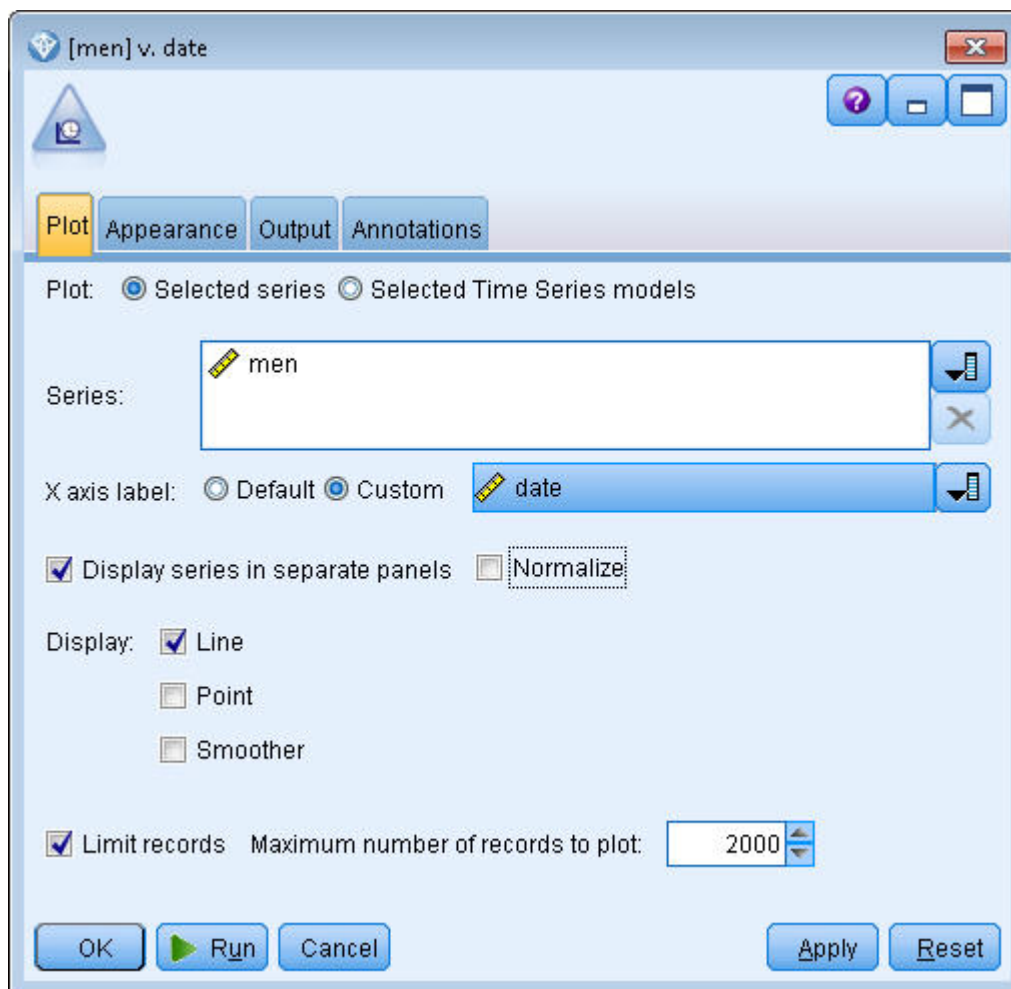 [men] v. date
Plot Appearance Output Annotations
Plot: Selected series Selected Time Series models
Series: men
X axis label: Default Custom date
Display series in separate panels Normalize
Display: Line
Point
Smoother
Limit records Maximum number of records to plot: 2000
OK Run Cancel Apply Reset